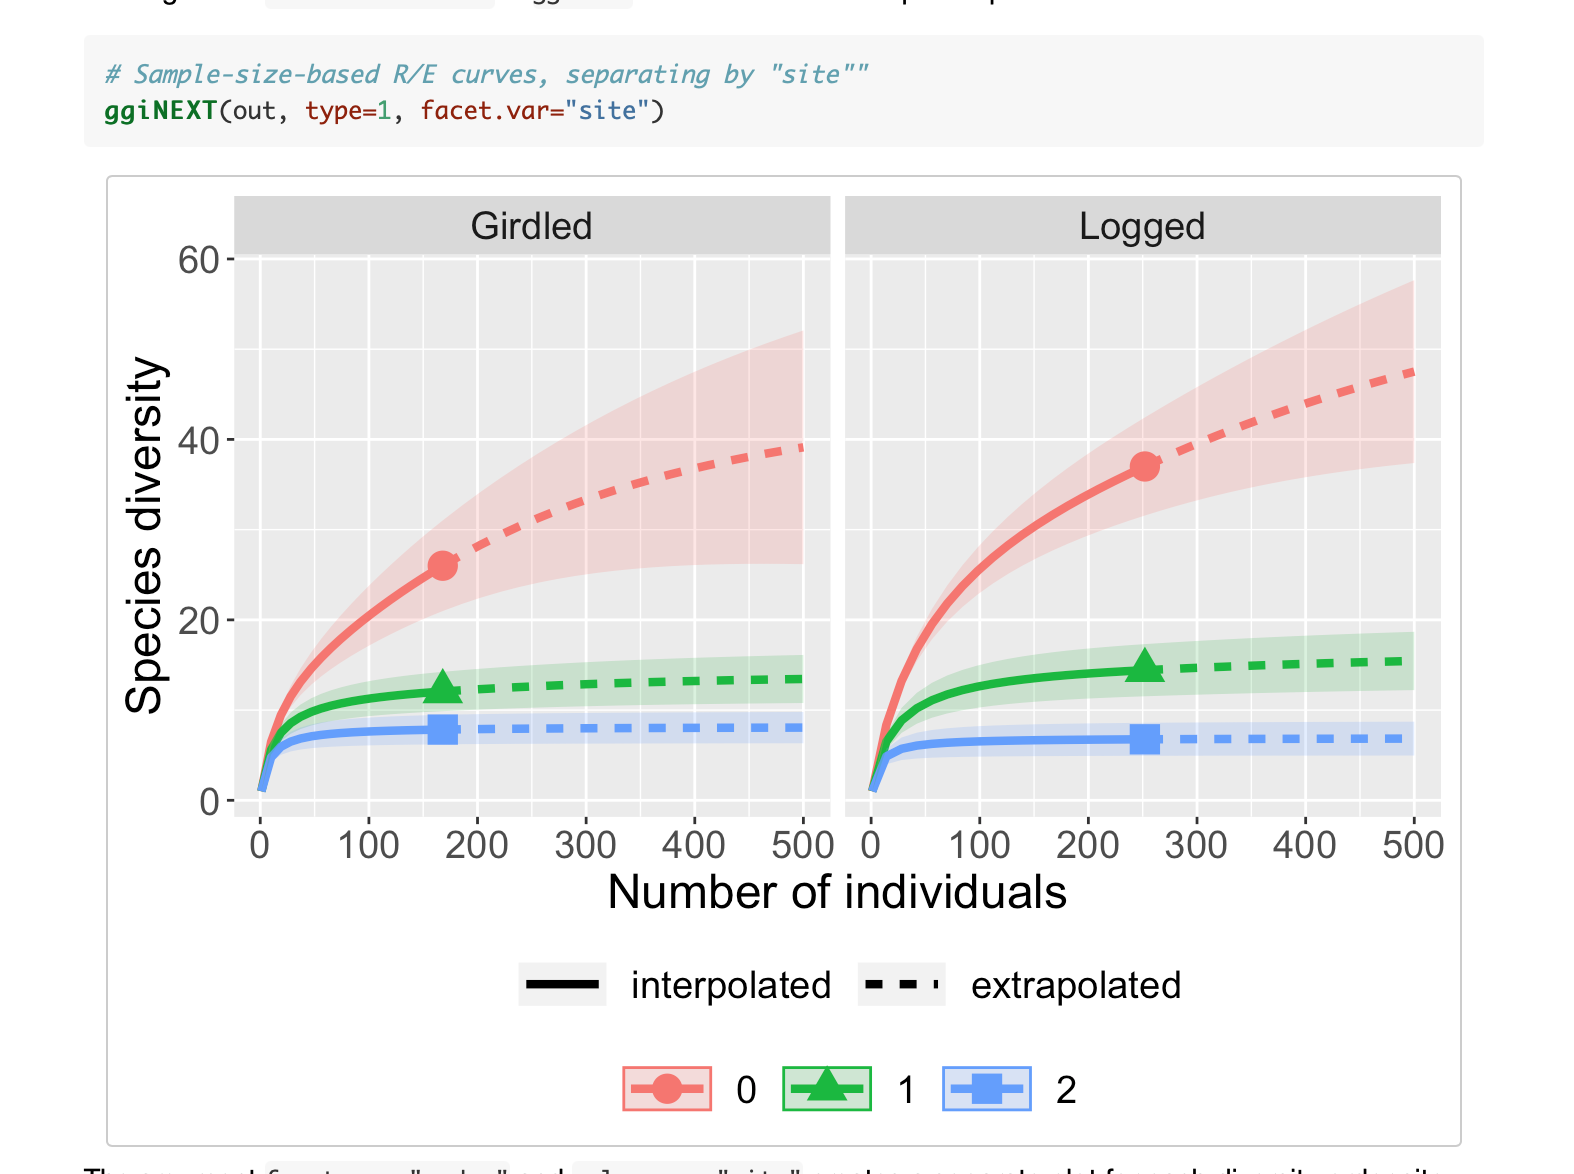 # Sample-size-based R/E curves, separating by "site""
ggiNEXT(out, type=1, facet.var="site")
Girdled
Logged
60
40
20
0
Species diversity
0 100 200 300 400 500
0 100 200 300 400 500
Number of individuals
interpolated extrapolated
0 1 2